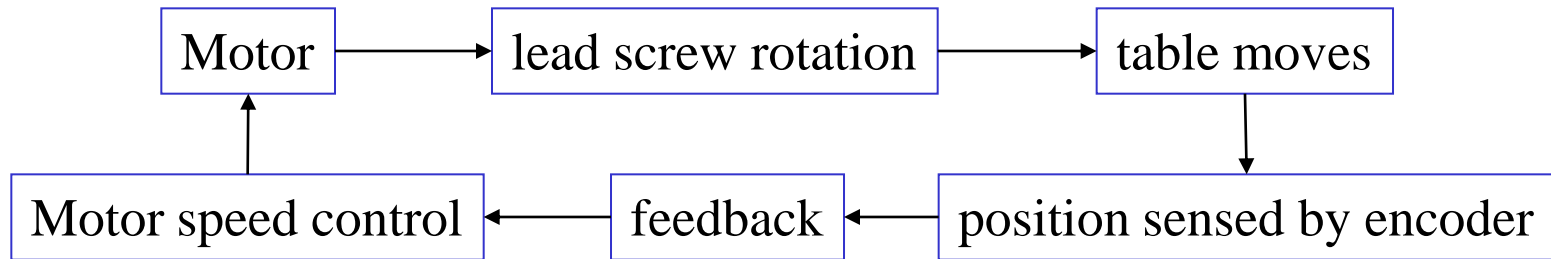 Motor
lead screw rotation
table moves
Motor speed control
feedback
position sensed by encoder